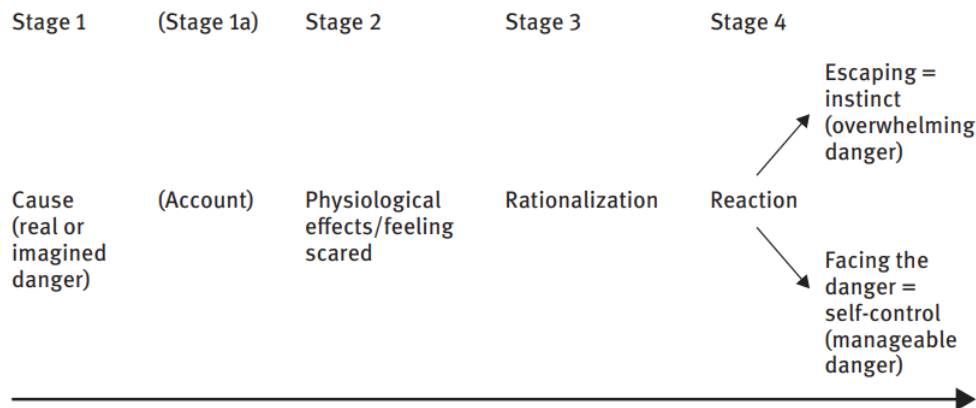 Stage 1 (Stage 1a) Stage 2 Stage 3 Stage 4
Escaping =
instinct
(overwhelming
danger)
Cause (Account) Physiological Rationalization Reaction
(real or effects/feeling
imagined scared
danger)
Facing the
danger =
self-control
(manageable
danger)